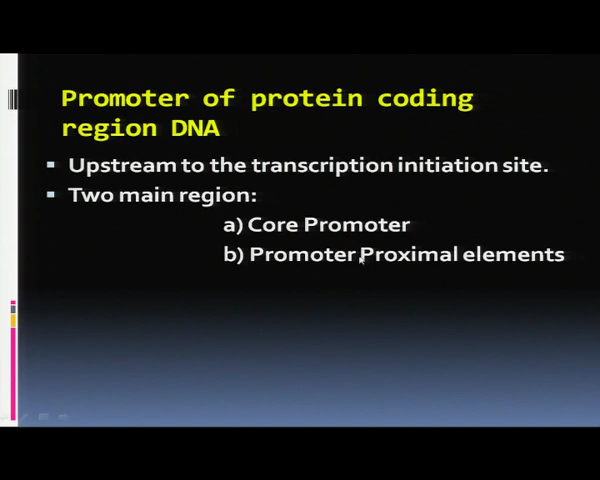 Promoter of protein coding
region DNA
Upstream to the transcription initiation site.
Two main region:
a) Core Promoter
b) Promoter Proximal elements